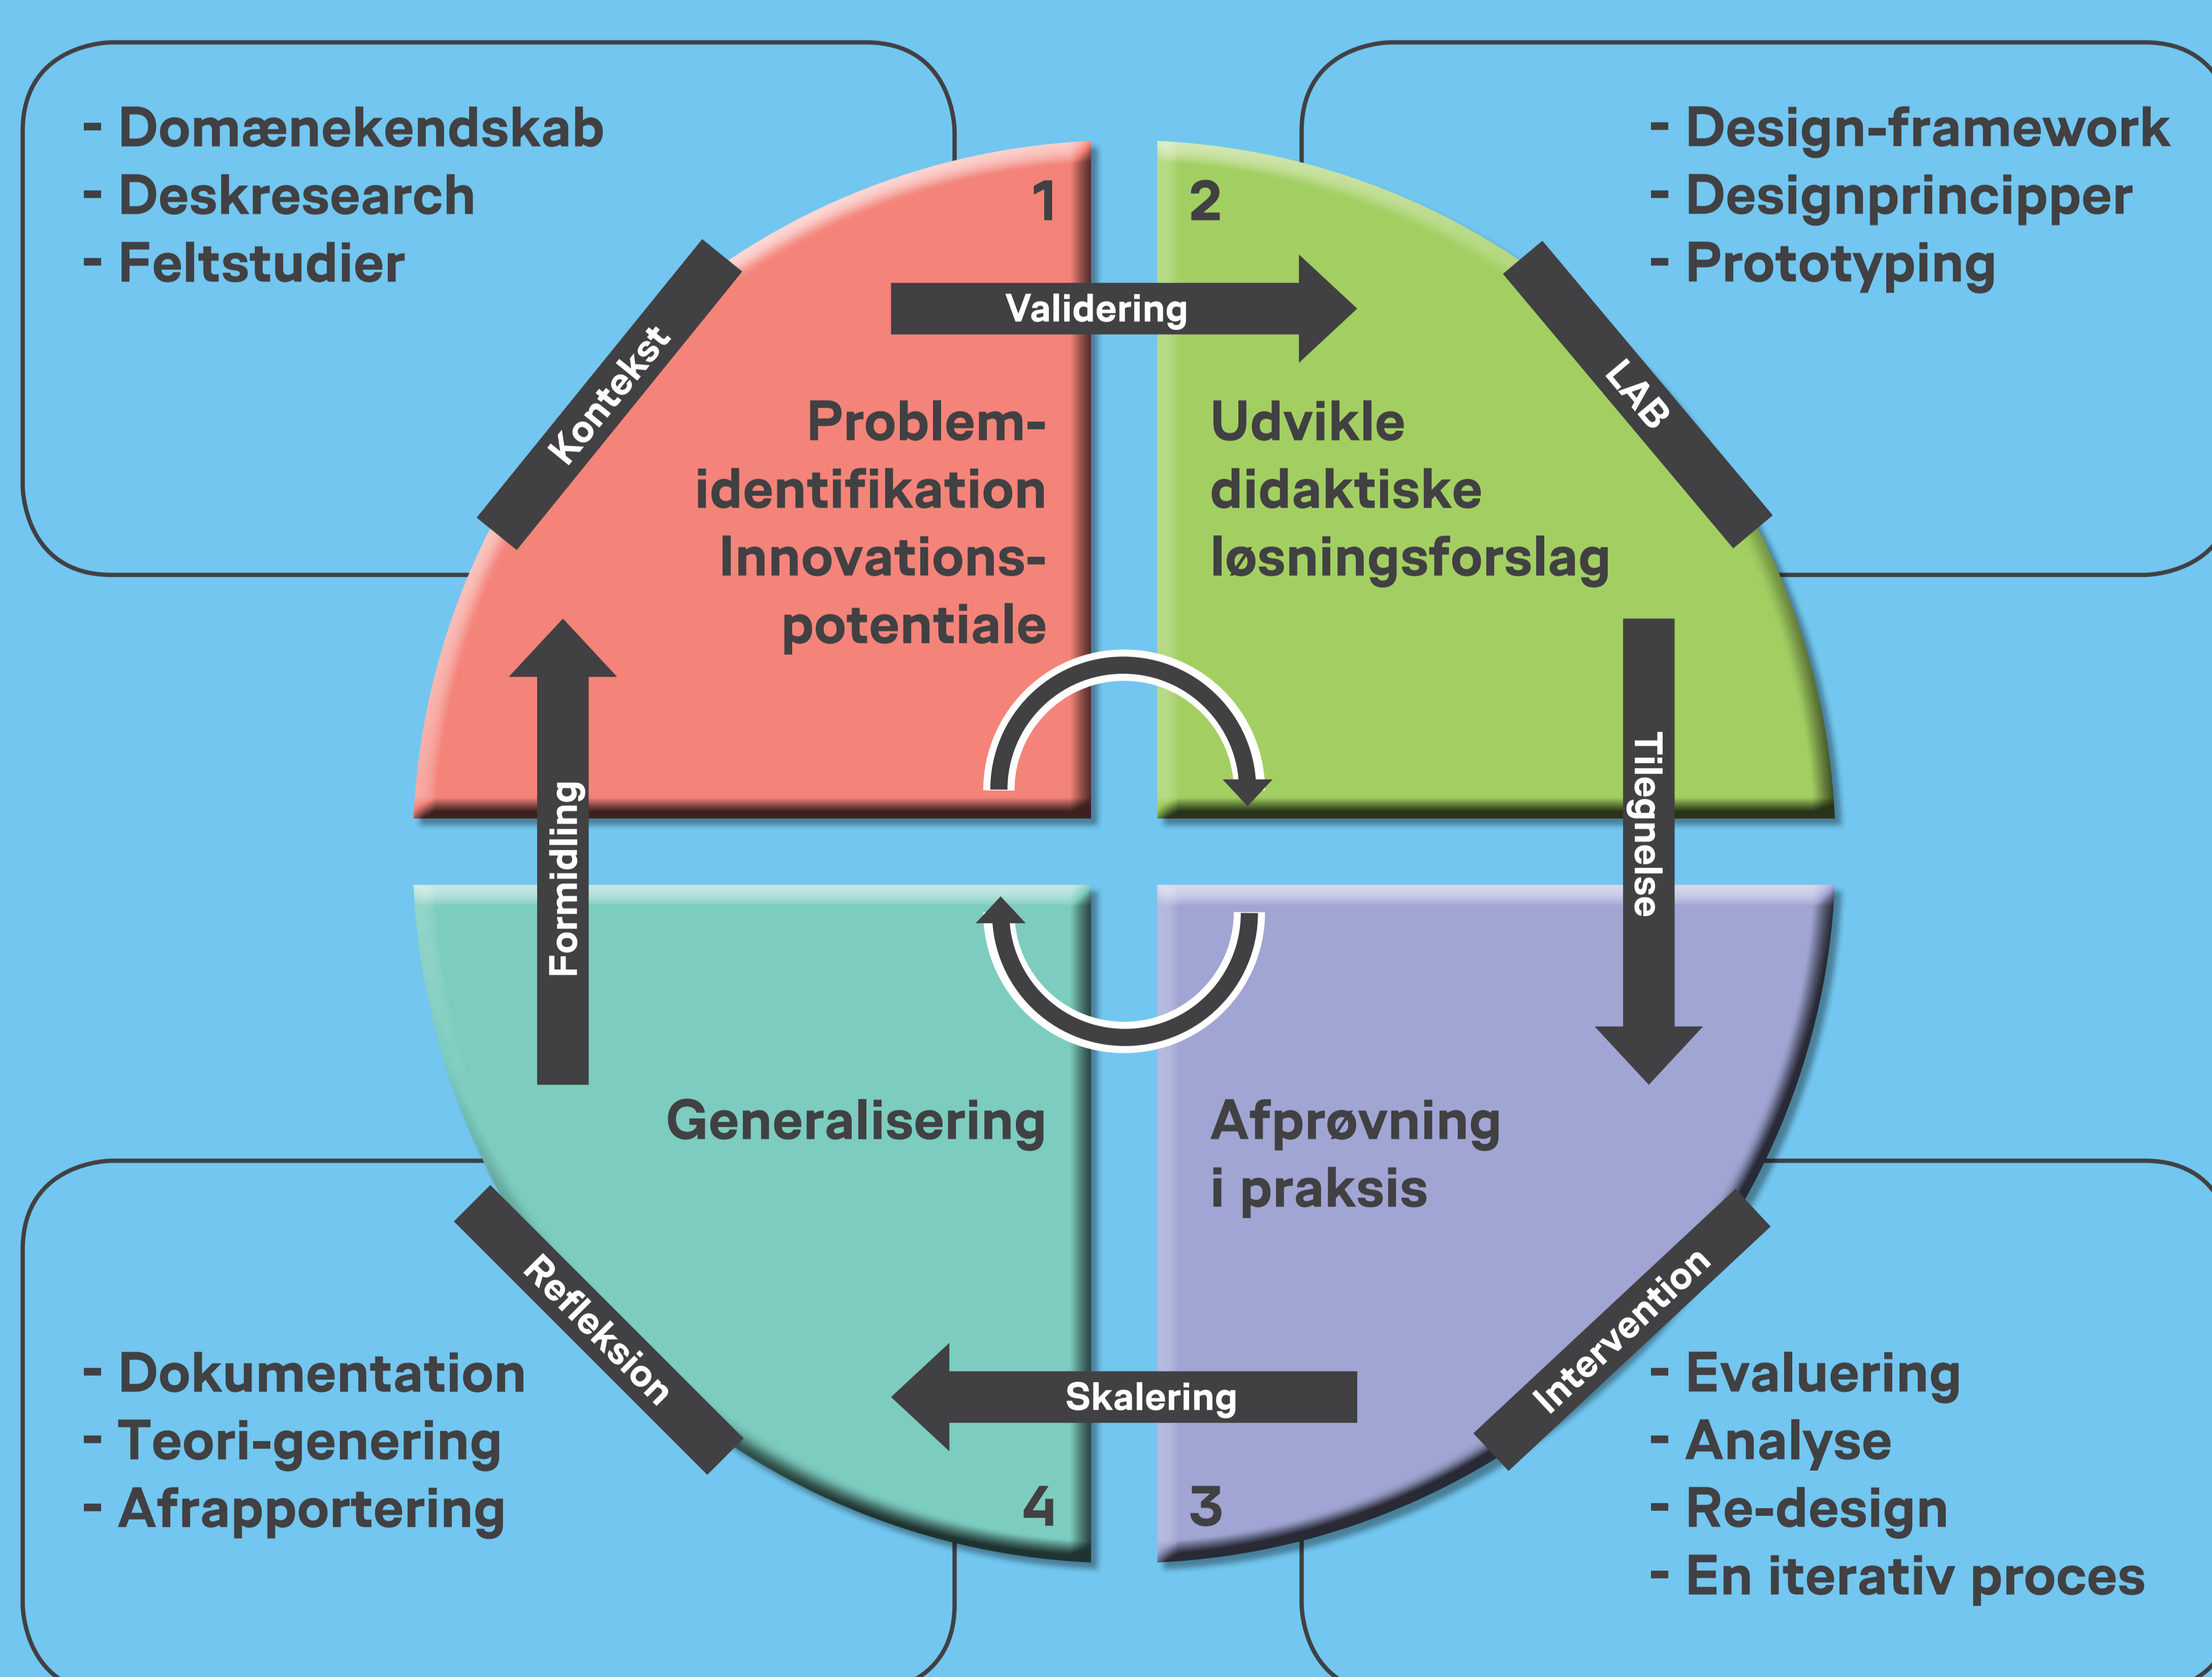 - Domænekendskab
- Deskresearch
- Feltstudier
- Design-framework
- Designprincipper
- Prototyping
1
2
Validering
Kontekst
LAB
Problem-
identifikation
Innovations-
potentiale
Udvikle
didaktiske
løsningsforslag
Formidling
Tilegnelse
Generalisering
Afprøvning
i praksis
Refleksion
Intervention
Skalering
4
3
- Dokumentation
- Teori-genering
- Afrapportering
- Evaluering
- Analyse
- Re-design
- En iterativ proces